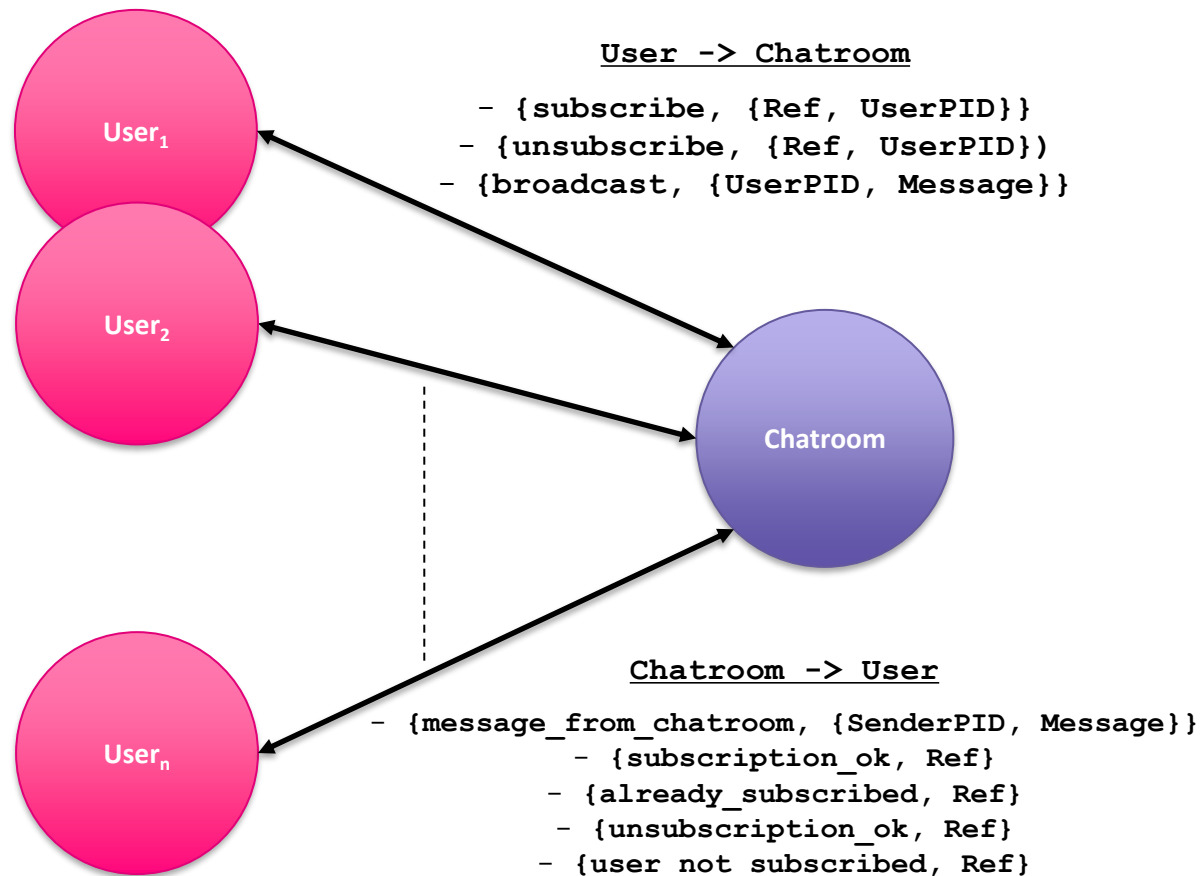 User -> Chatroom
- {subscribe, {Ref, UserPID}}
- {unsubscribe, {Ref, UserPID})
- {broadcast, {UserPID, Message}}
User1
User2
Chatroom
Usern
Chatroom -> User
- {message_from_chatroom, {SenderPID, Message}}
- {subscription_ok, Ref}
- {already_subscribed, Ref}
- {unsubscription_ok, Ref}
- {user not subscribed, Ref}